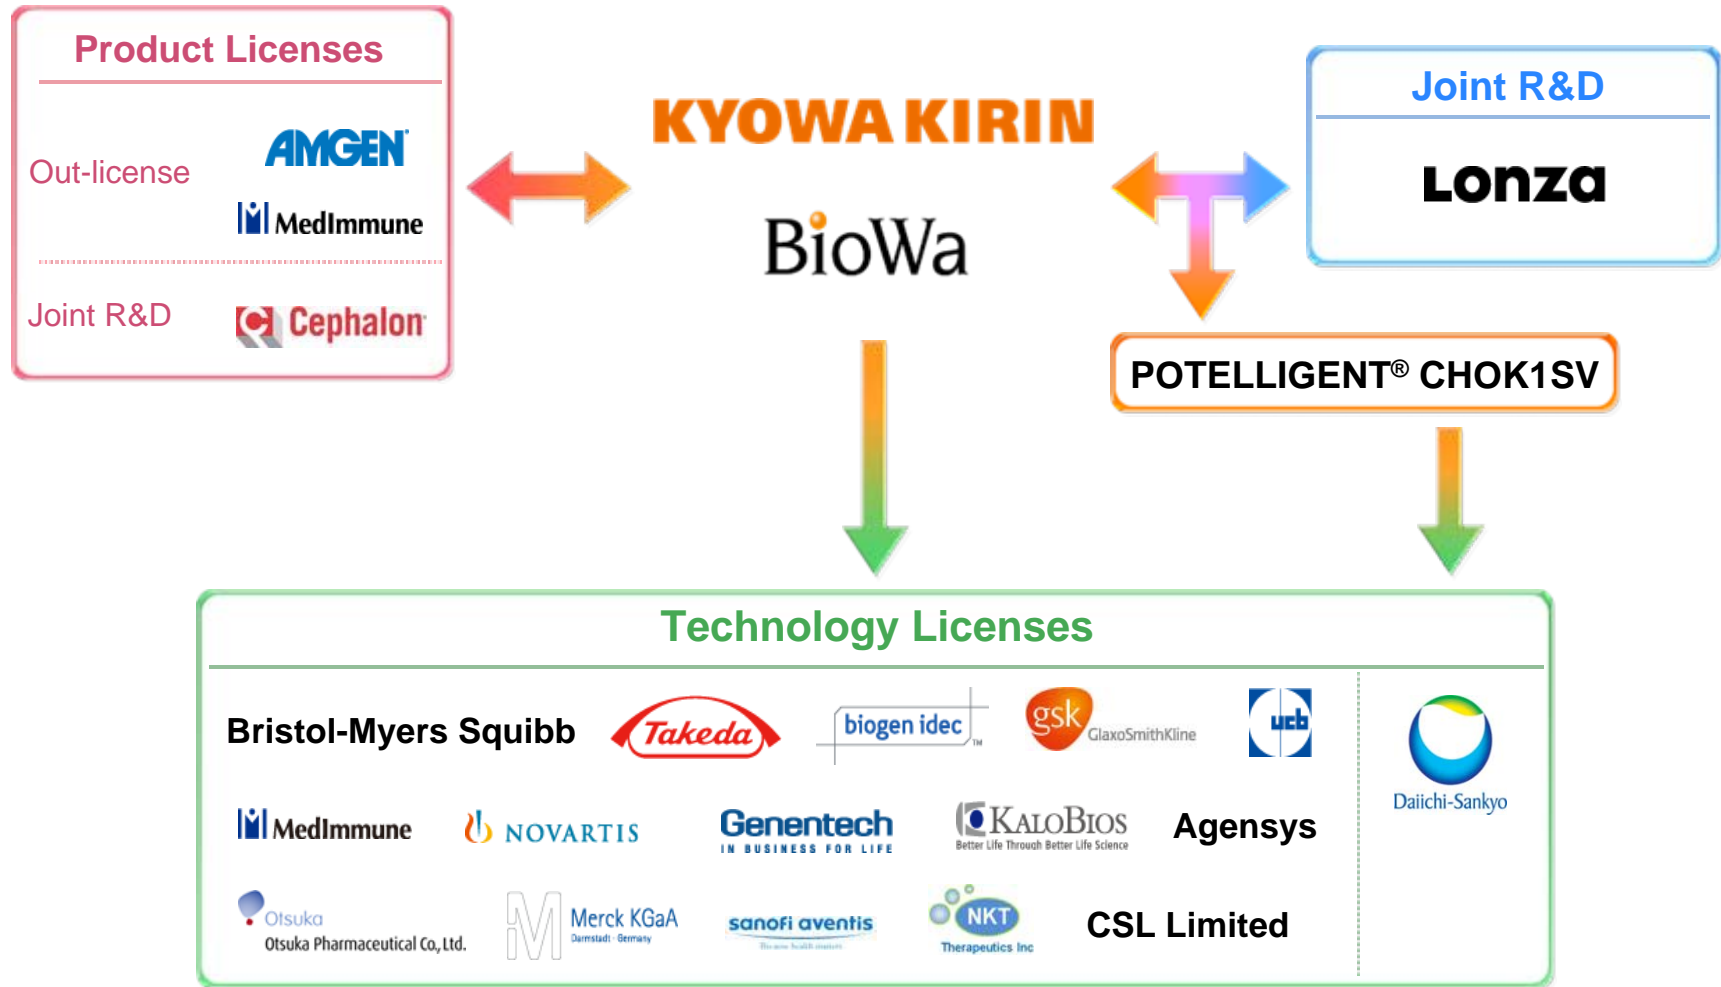 Product Licenses
Out-license
AMGEN®
MedImmune
Joint R&D
Cephalon
KYOWA KIRIN
BioWa
Joint R&D
Lonza
POTELLIGENT® CHOK1SV
Technology Licenses
Bristol-Myers Squibb
Takeda
biogen idec
TM
gsk
GlaxoSmithKline
ucb
Daiichi-Sankyo
MedImmune
NOVARTIS
Genentech
IN BUSINESS FOR LIFE
KALOBIOS
Better Life Through Better Life Science
Agensys
Otsuka
Otsuka Pharmaceutical Co., Ltd.
M
Merck KGaA
Darmstadt · Germany
sanofi aventis
NKT
Therapeutics Inc
CSL Limited